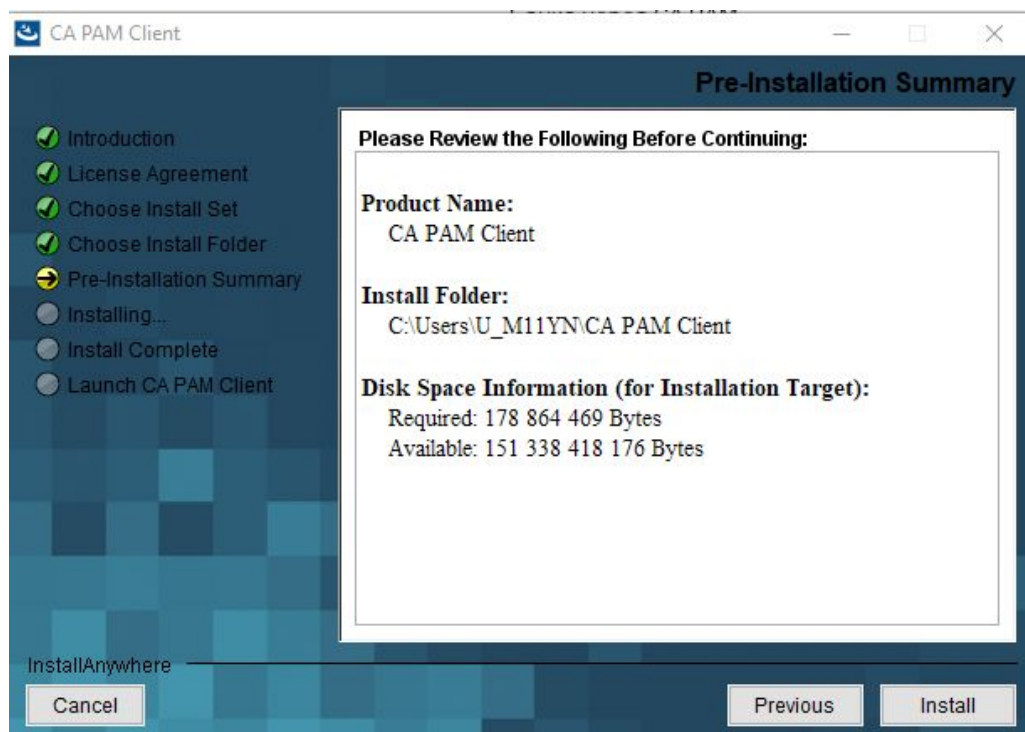 CA PAM Client
Pre-Installation Summary
Introduction
License Agreement
Choose Install Set
Choose Install Folder
Pre-Installation Summary
Installing...
Install Complete
Launch CA PAM Client
Please Review the Following Before Continuing:
Product Name:
CA PAM Client
Install Folder:
C:\Users\U_M11YN\CA PAM Client
Disk Space Information (for Installation Target):
Required: 178 864 469 Bytes
Available: 151 338 418 176 Bytes
InstallAnywhere
Cancel
Previous
Install